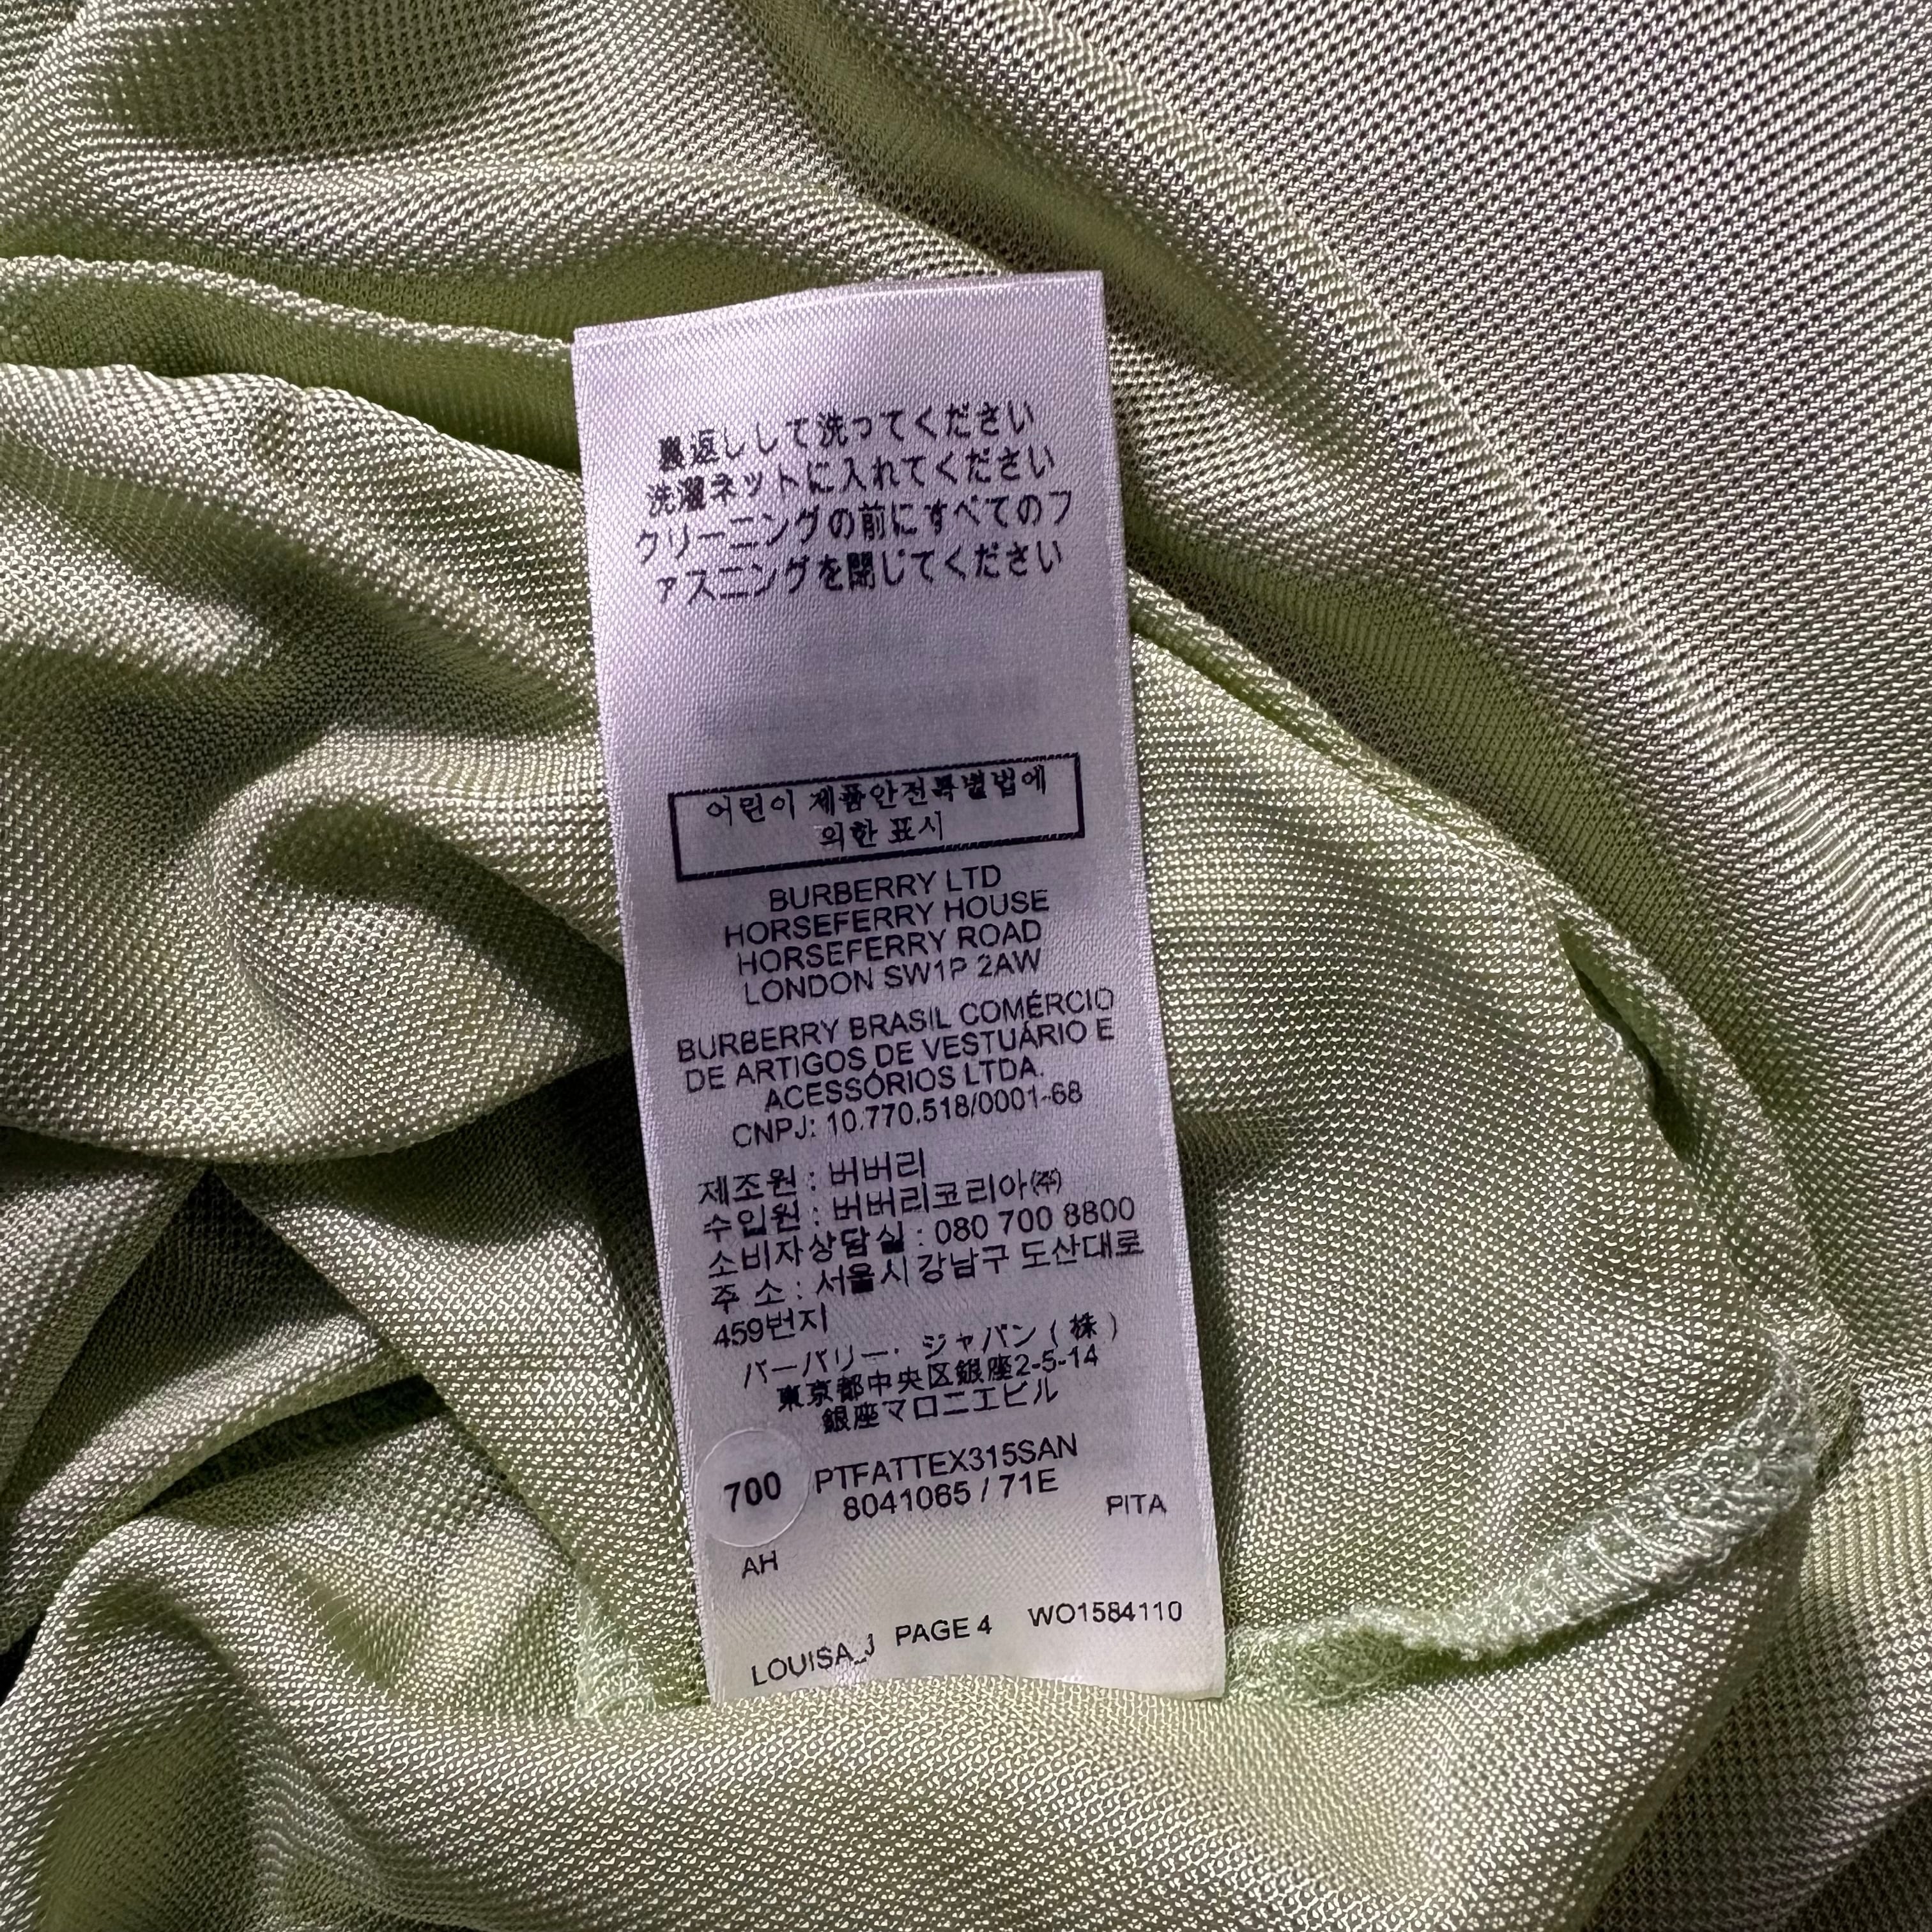 裏返しして洗ってください
洗濯ネットに入れてください
クリーニングの前にすべてのフ
ァスニングを閉じてください
어린이 제품안전특별법에
의한 표시
BURBERRY LTD
HORSEFERRY HOUSE
HORSEFERRY ROAD
LONDON SW1P 2AW
BURBERRY BRASIL COMÉRCIO
DE ARTIGOS DE VESTUÁRIO E
ACESSÓRIOS LTDA.
CNPJ: 10.770.518/0001-68
제조원 : 버버리
수입원 : 버버리코리아㈜
소비자상담실 : 080 700 8800
주 소 : 서울시 강남구 도산대로
459번지
バーバリー・ジャパン ( 株 )
東京都中央区銀座2-5-14
銀座マロニエビル
700 PTFATTEX315SAN
8041065 / 71E
PITA
AH
LOUISA_J PAGE 4 WO1584110